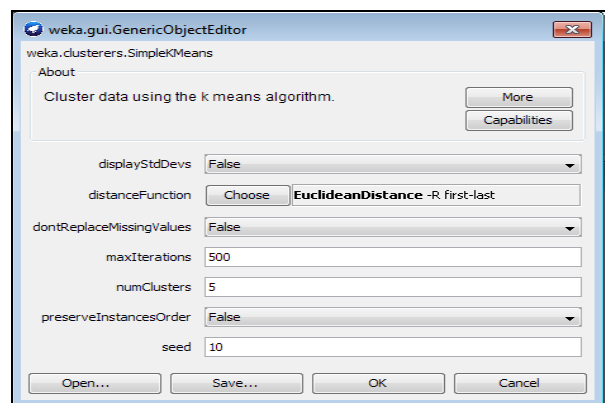 weka.gui.GenericObjectEditor
weka.clusterers.SimpleKMeans
About
Cluster data using the k means algorithm.
More
Capabilities
displayStdDevs False
distanceFunction Choose EuclideanDistance -R first-last
dontReplaceMissingValues False
maxIterations 500
numClusters 5
preserveInstancesOrder False
seed 10
Open... Save... OK Cancel